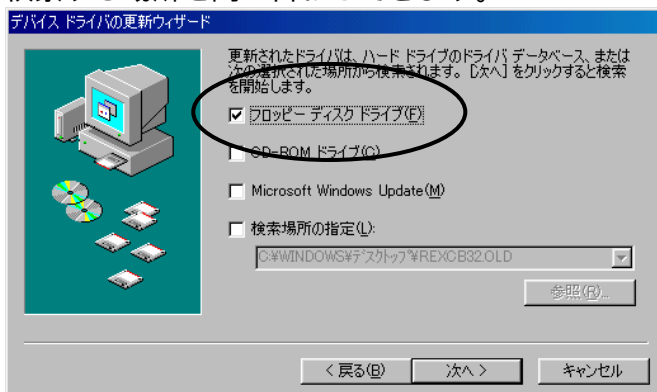 デバイス ドライバの更新ウィザード
更新されたドライバは、ハード ドライブのドライバ データベース、または
次の選択された場所から検索されます。[次へ] をクリックすると検索
を開始します。
フロッピー ディスク ドライブ(F)
CD-ROM ドライブ(C)
Microsoft Windows Update(M)
検索場所の指定(L):
C:¥WINDOWS¥デスクトップ¥REXCB32.OLD
参照(R)...
< 戻る(B)
次へ >
キャンセル